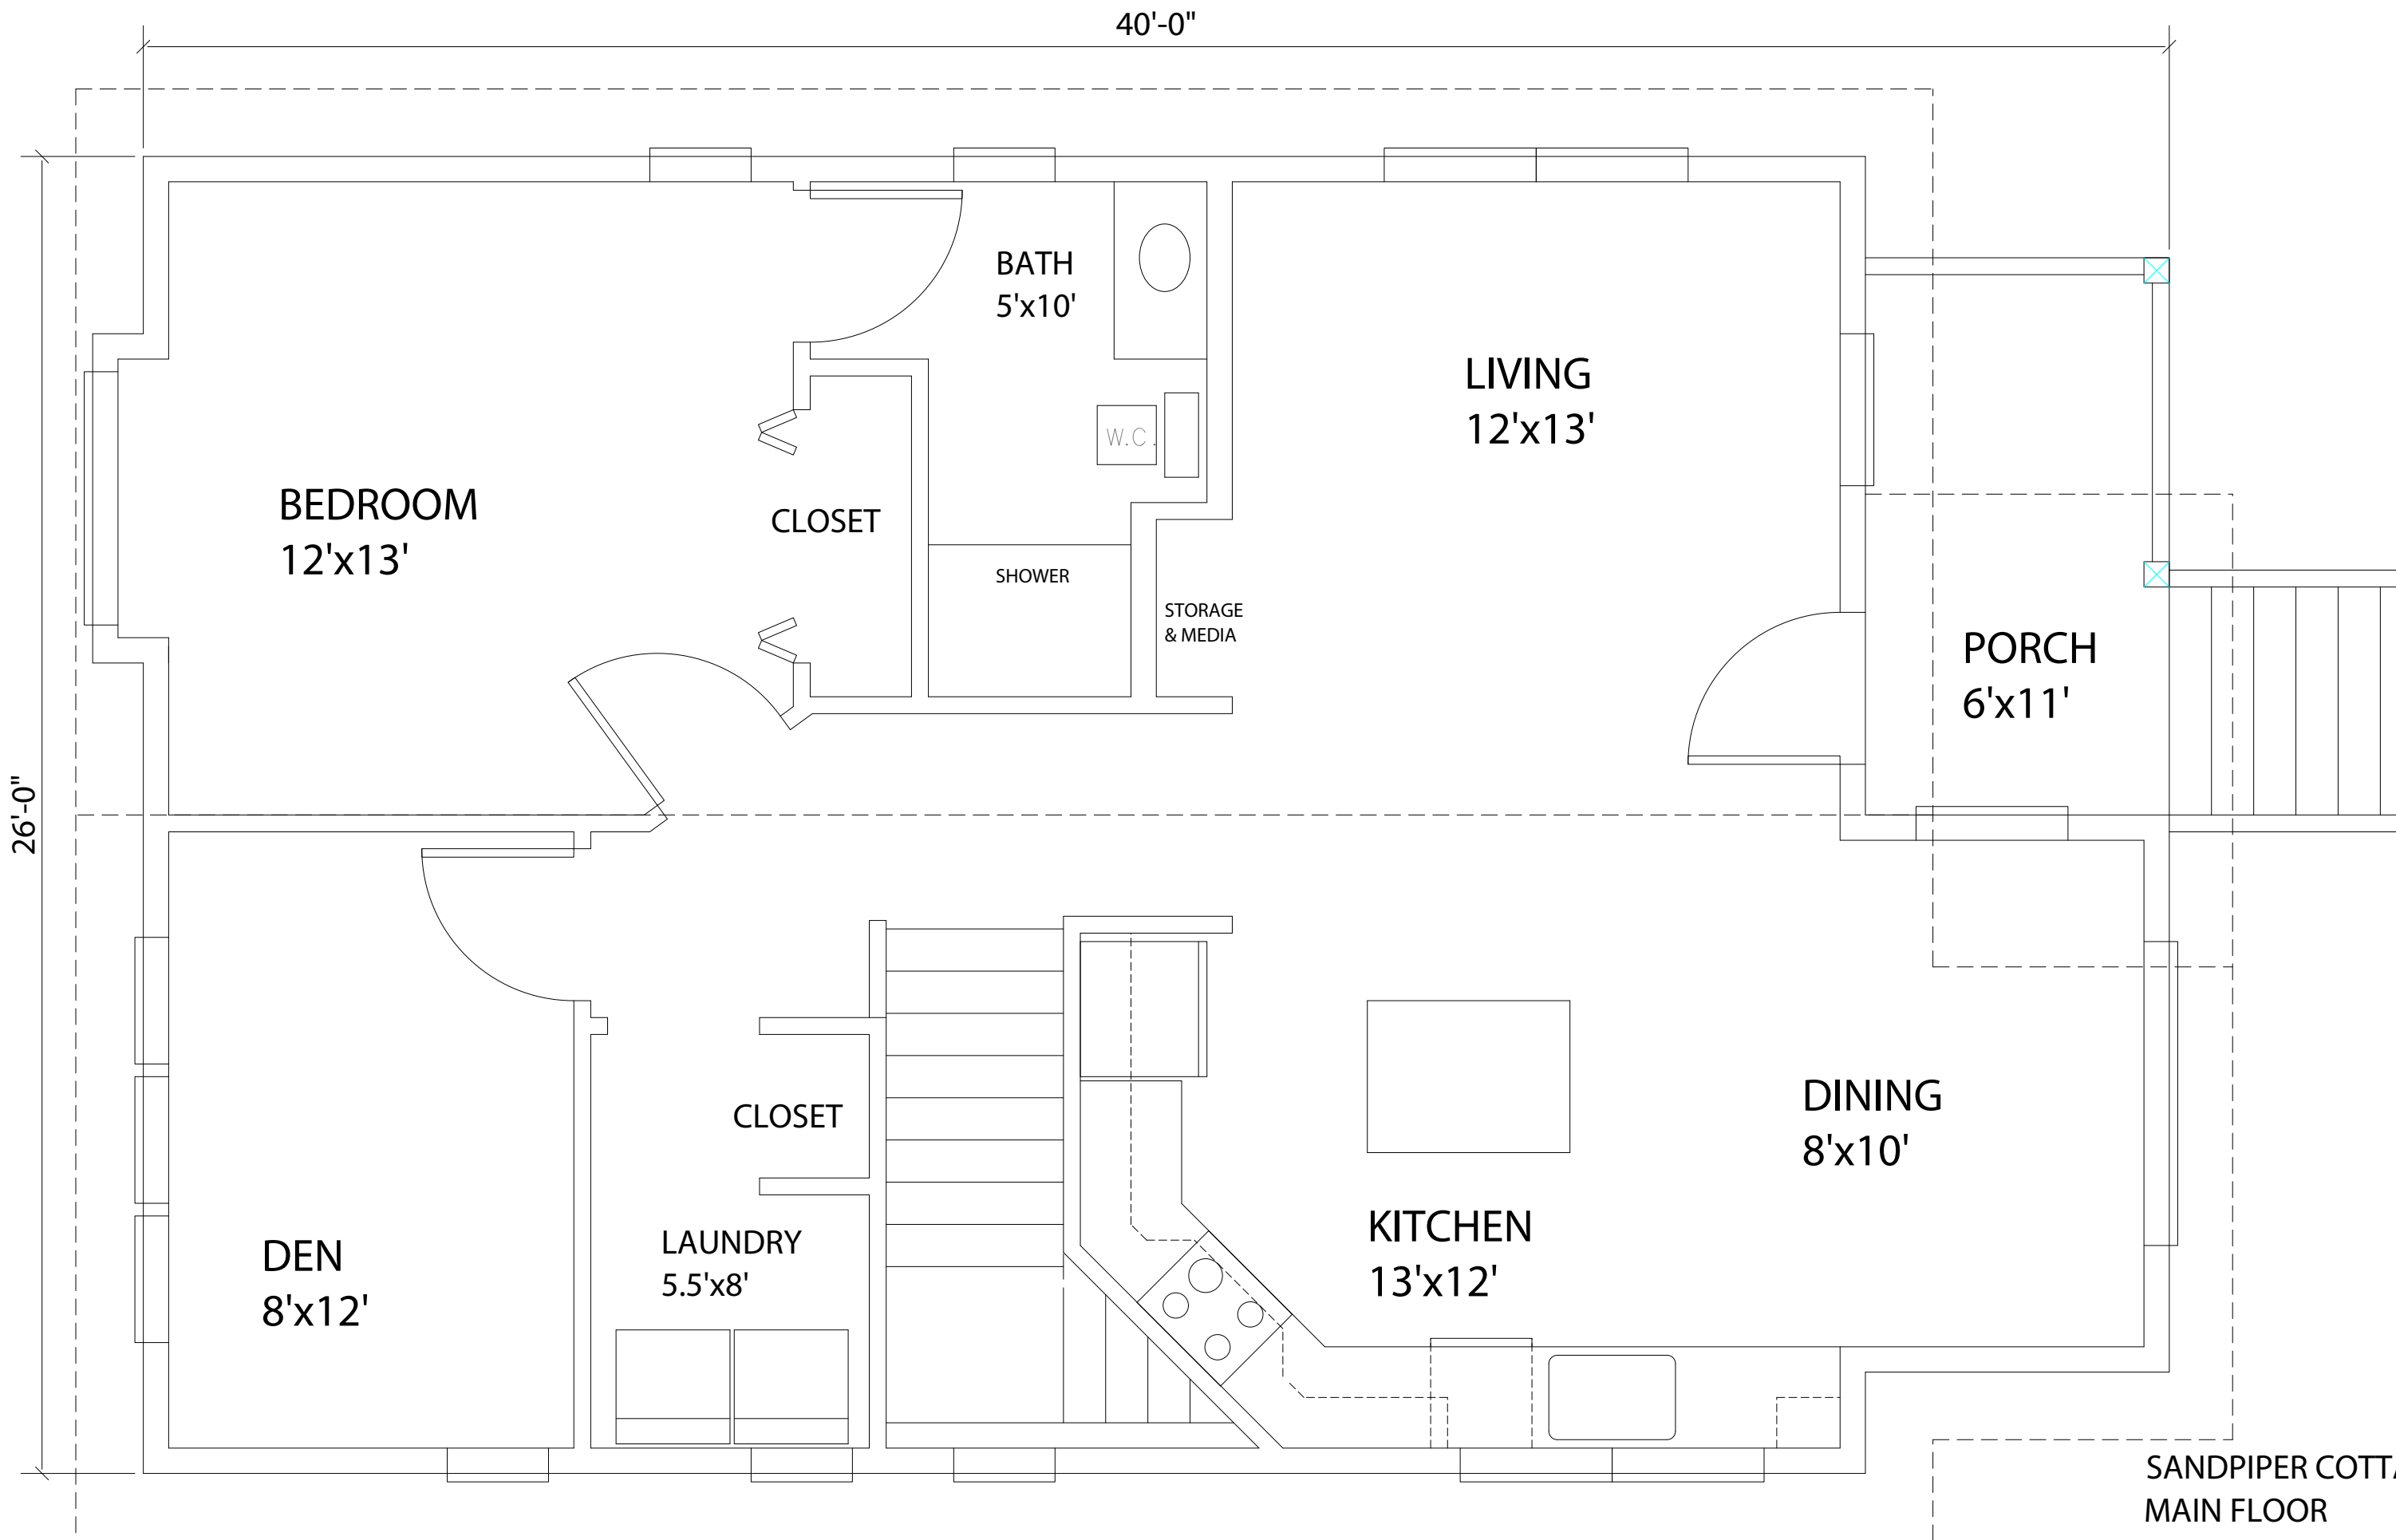 40'-0"
BATH
5'x10'
LIVING
12'x13'
W.C.
BEDROOM
12'x13'
CLOSET
SHOWER
STORAGE
& MEDIA
PORCH
6'x11'
26'-0"
CLOSET
DINING
8'x10'
KITCHEN
13'x12'
LAUNDRY
5.5'x8'
DEN
8'x12'
SANDPIPER
MAIN FLOOR